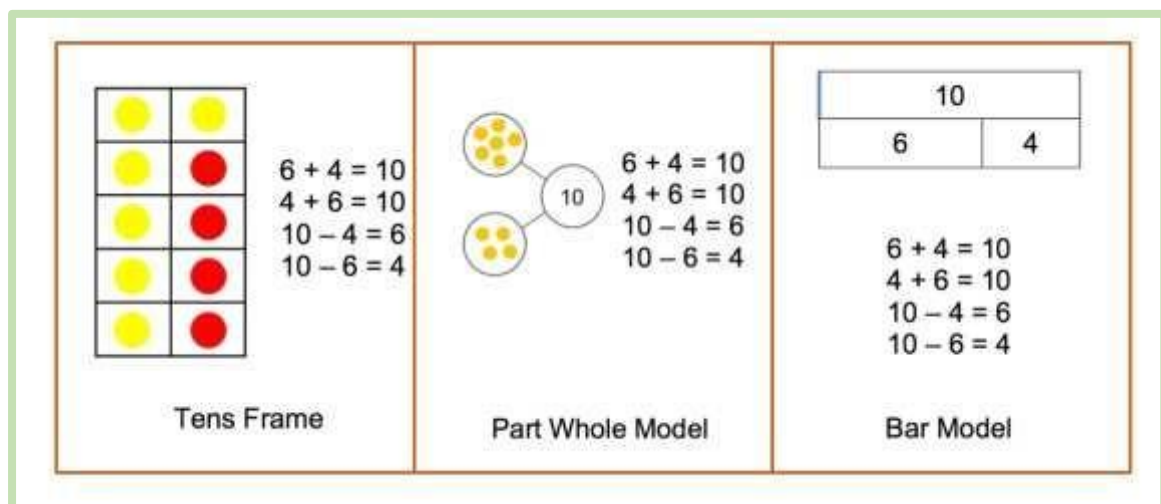 6 + 4 = 10
4 + 6 = 10
10 – 4 = 6
10 – 6 = 4
Tens Frame
10
6 + 4 = 10
4 + 6 = 10
10 – 4 = 6
10 – 6 = 4
Part Whole Model
10
6 4
6 + 4 = 10
4 + 6 = 10
10 – 4 = 6
10 – 6 = 4
Bar Model